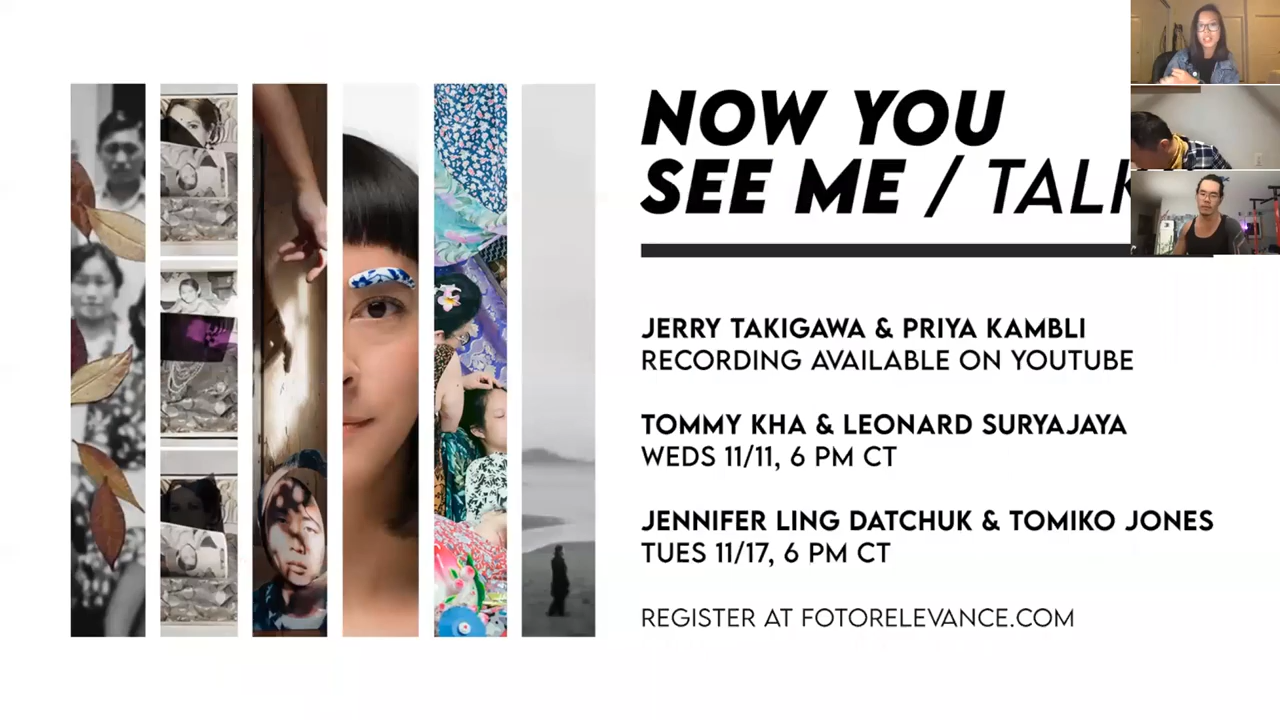 NOW YOU
SEE ME / TALK
JERRY TAKIGAWA & PRIYA KAMBLI
RECORDING AVAILABLE ON YOUTUBE
TOMMY KHA & LEONARD SURYAJAYA
WEDS 11/11, 6 PM CT
JENNIFER LING DATCHUK & TOMIKO JONES
TUES 11/17, 6 PM CT
REGISTER AT FOTORELEVANCE.COM